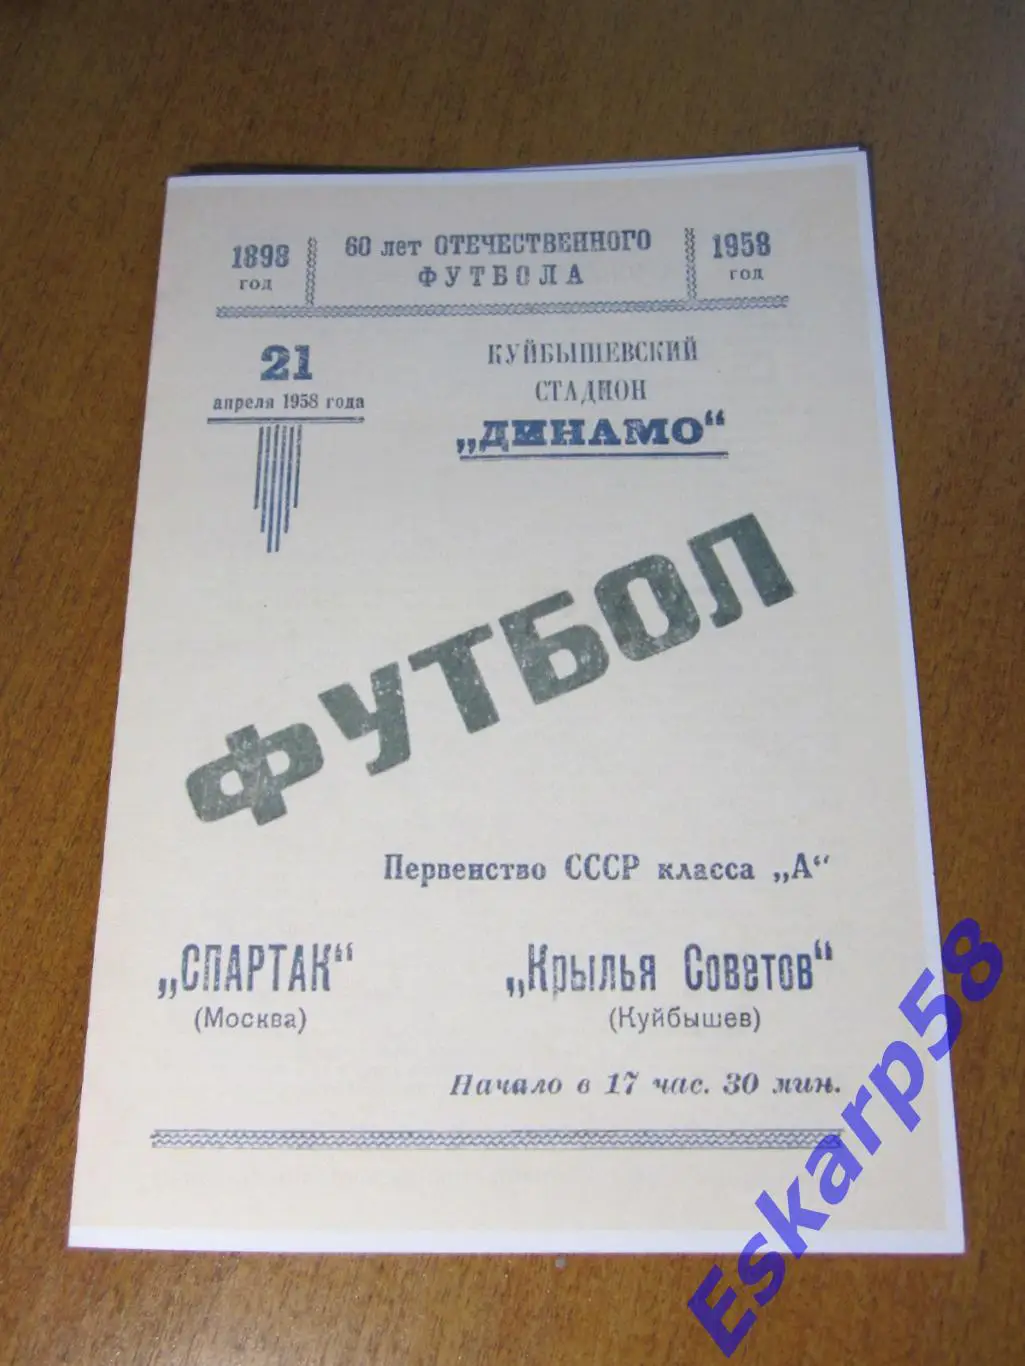 1898
год
60 лет ОТЕЧЕСТВЕННОГО
ФУТБОЛА
1958
год
21
апреля 1958 года
КУЙБЫШЕВСКИЙ
СТАДИОН
„ДИНАМО“
ФУТБОЛ
Первенство СССР класса „А“
„СПАРТАК“
(Москва)
„Крылья Советов“
(Куйбышев)
Начало в 17 час. 30 мин.
Eskarp58